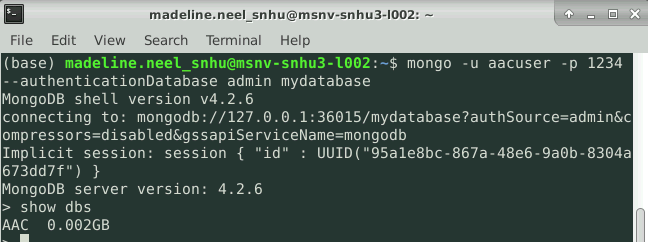 madeline.neel_snhu@msnv-snhu3-l002: ~
File Edit View Search Terminal Help
(base) madeline.neel_snhu@msnv-snhu3-l002:~$ mongo -u aacuser -p 1234
--authenticationDatabase admin mydatabase
MongoDB shell version v4.2.6
connecting to: mongodb://127.0.0.1:36015/mydatabase?authSource=admin&c
ompressors=disabled&gssapiServiceName=mongodb
Implicit session: session { "id" : UUID("95a1e8bc-867a-48e6-9a0b-8304a
673dd7f") }
MongoDB server version: 4.2.6
> show dbs
AAC  0.002GB
>